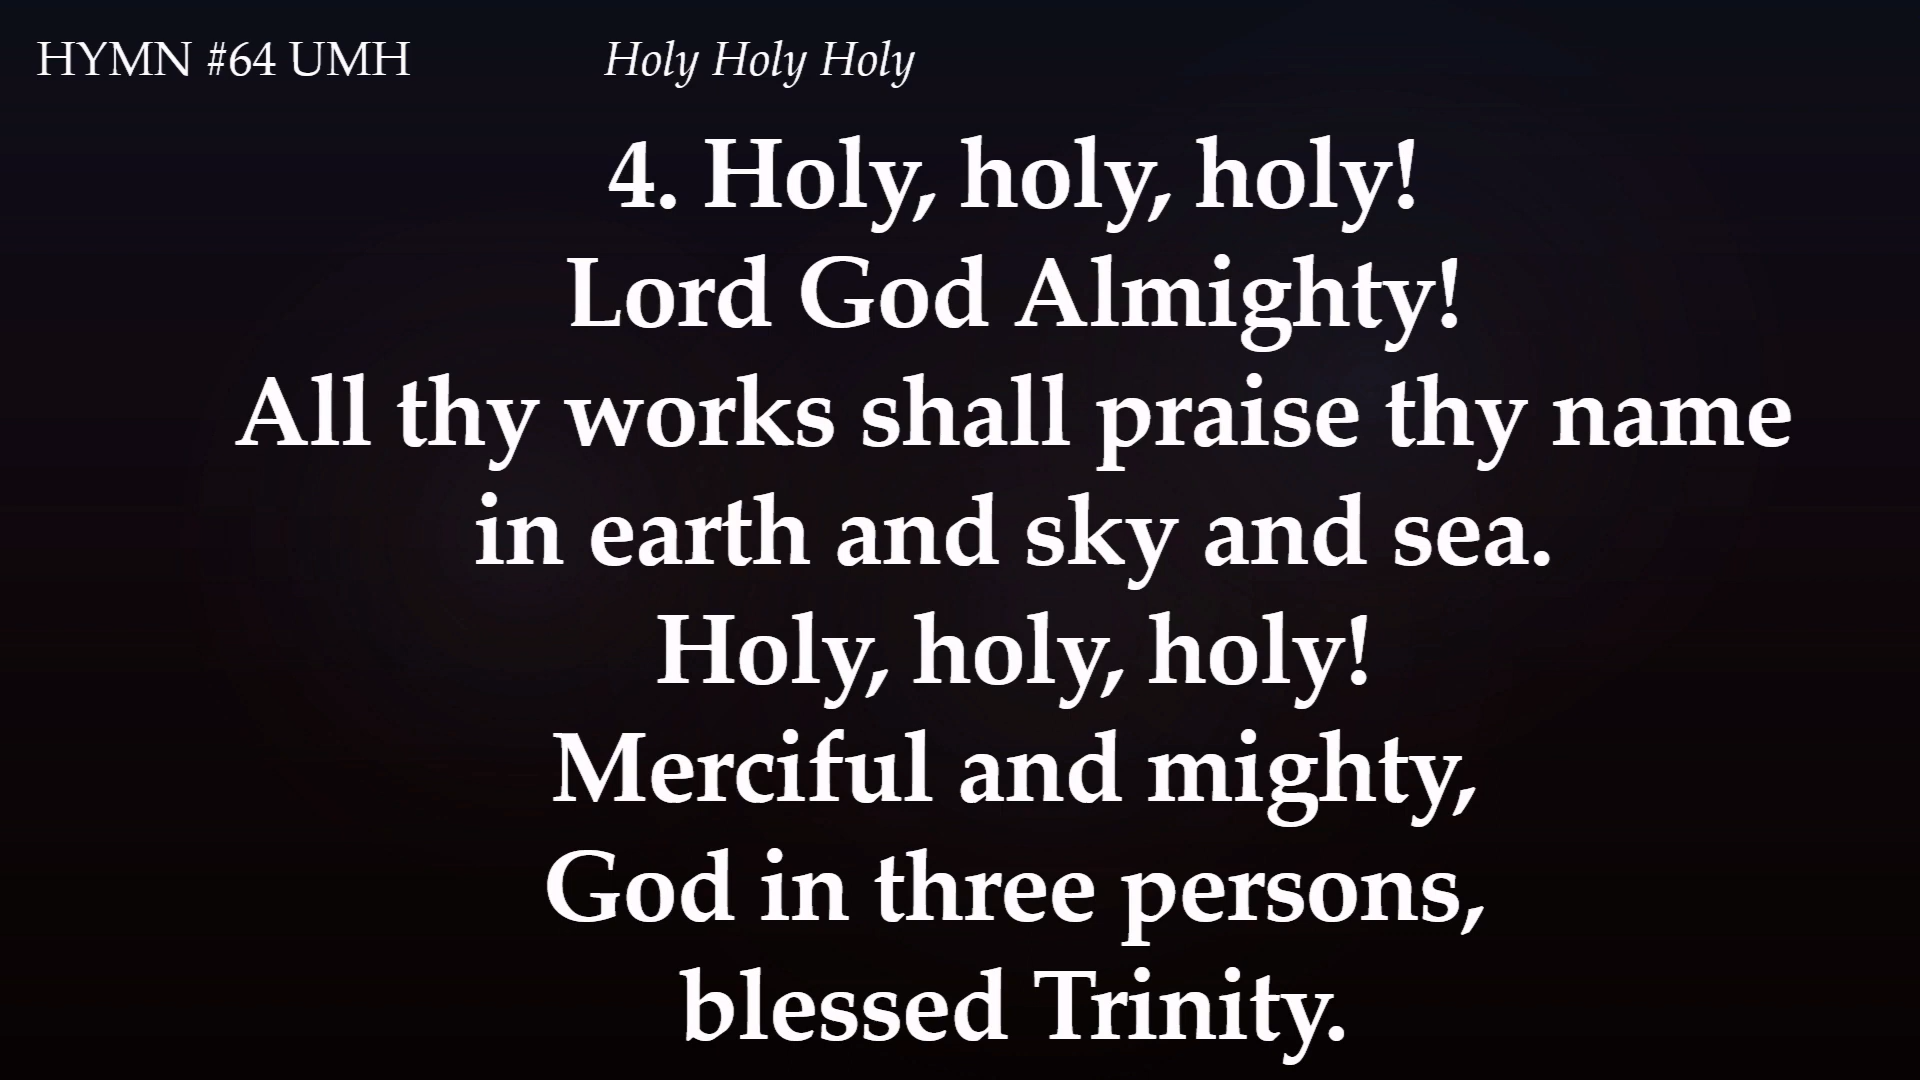 HYMN #64 UMH Holy Holy Holy
4. Holy, holy, holy!
Lord God Almighty!
All thy works shall praise thy name
in earth and sky and sea.
Holy, holy, holy!
Merciful and mighty,
God in three persons,
blessed Trinity.